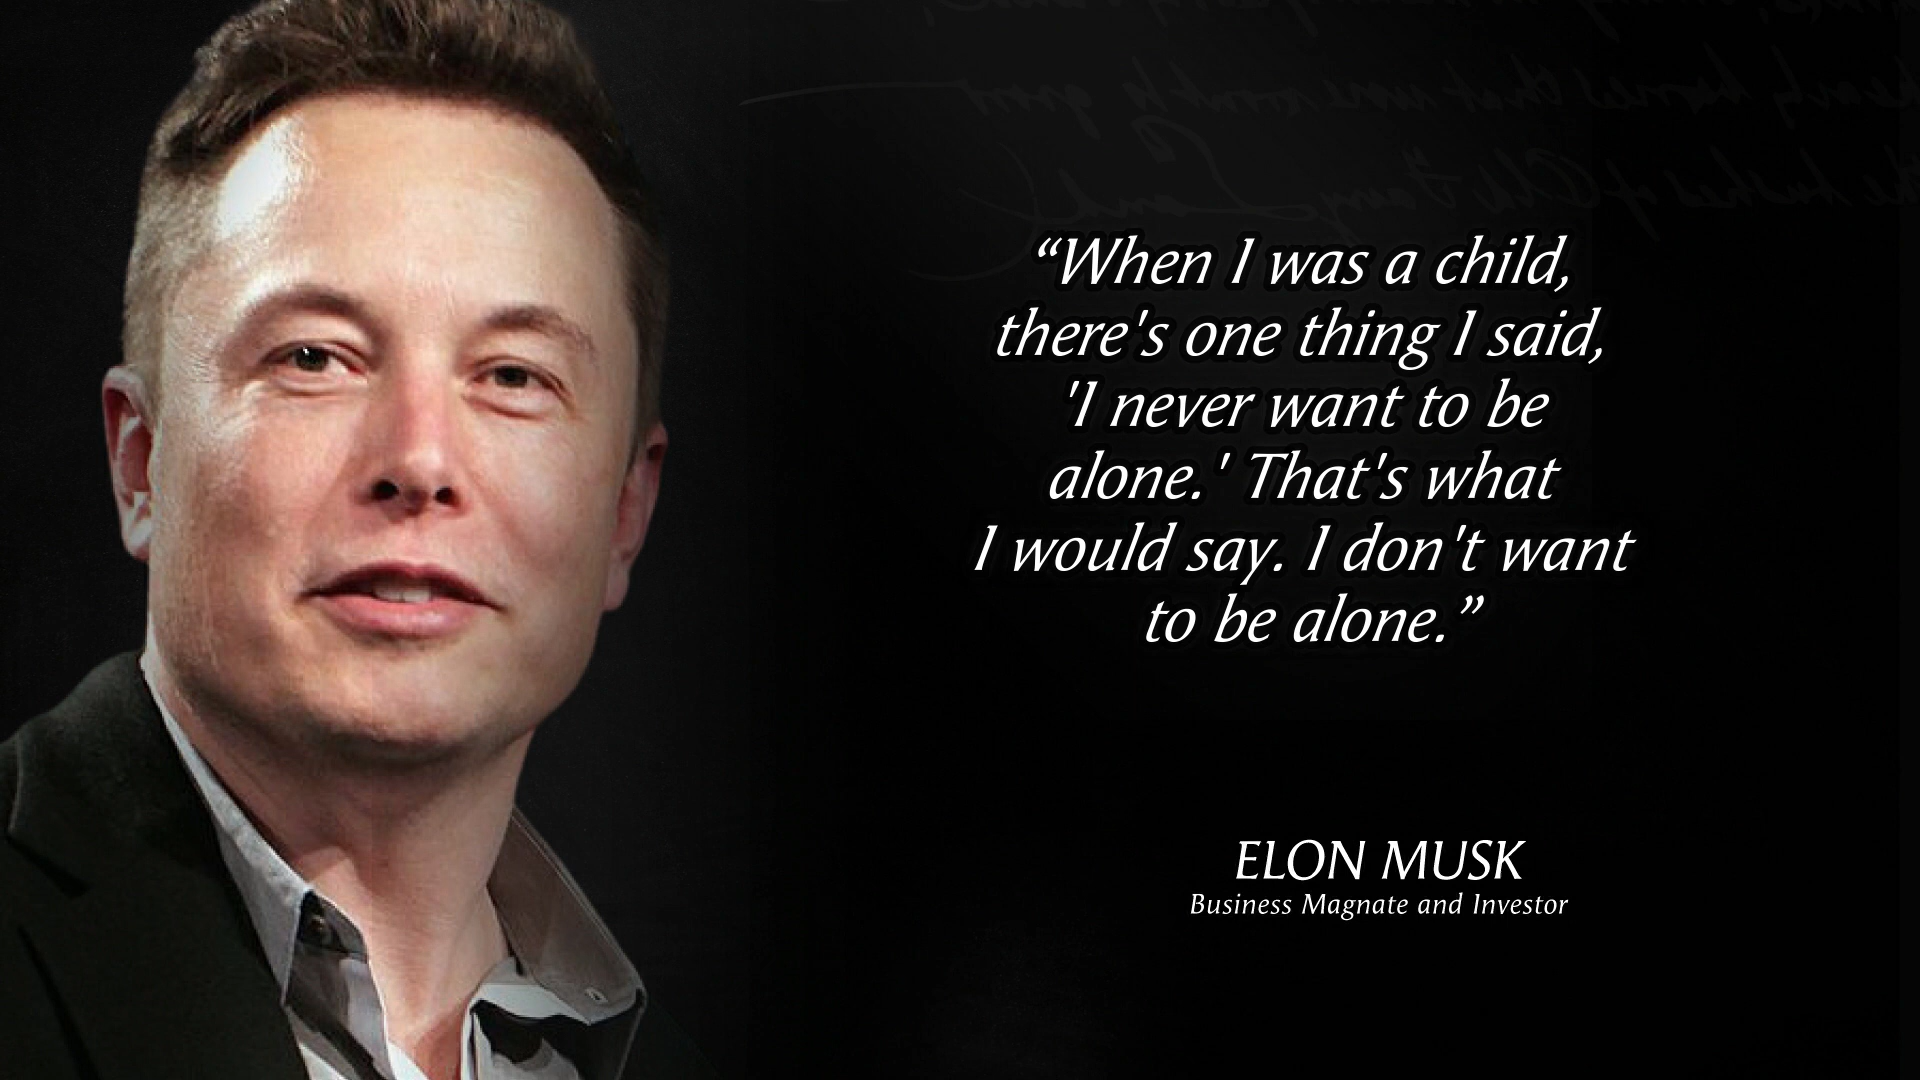 “When I was a child,
there's one thing I said,
'I never want to be
alone.' That's what
I would say. I don't want
to be alone.”
ELON MUSK
Business Magnate and Investor